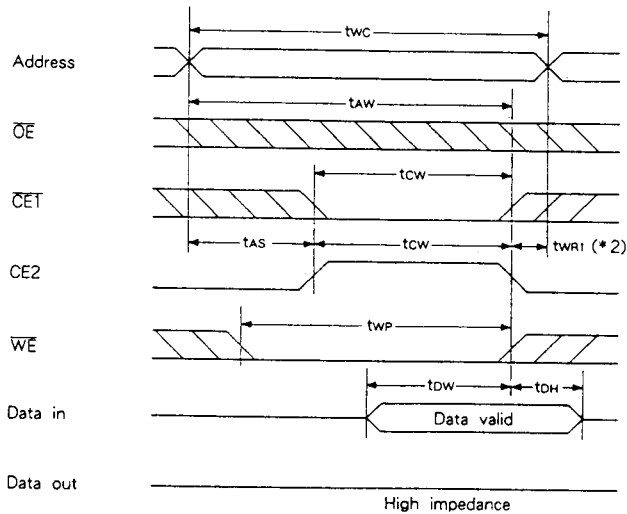 twc
Address
tAW
OE
tcw
CE1
tAS
tcw
tWR1 (*2)
CE2
tWP
WE
tDW
tDH
Data in
Data valid
Data out
High impedance